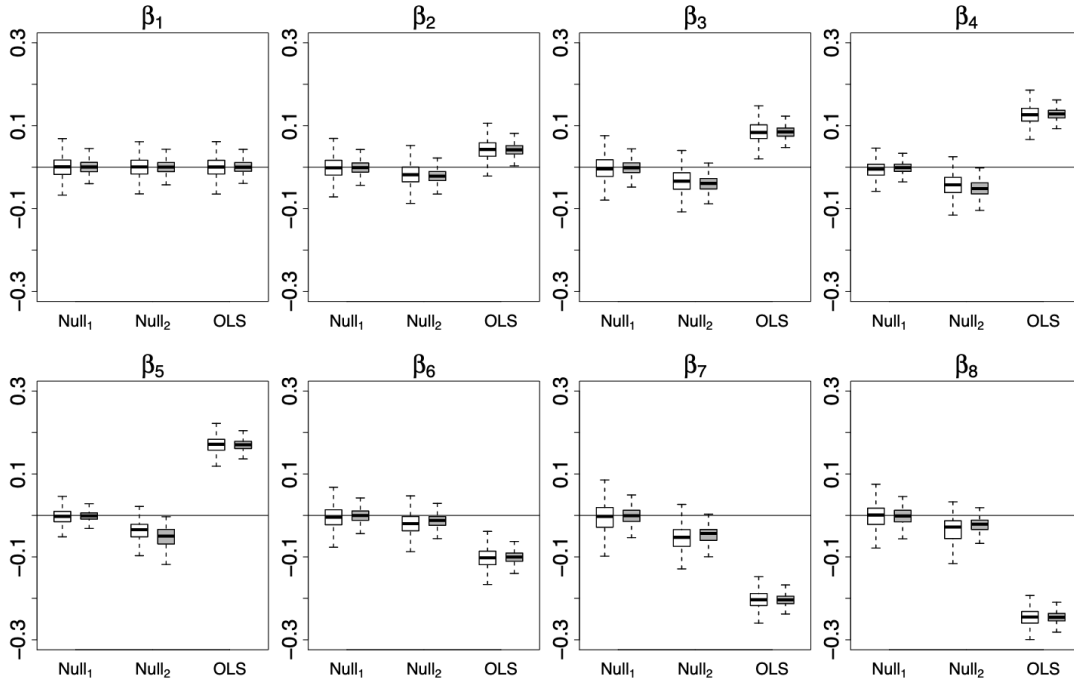 β₁ β₂ β₃ β₄
0.3 0.3 0.3 0.3
0.1 0.1 0.1 0.1
−0.1 −0.1 −0.1 −0.1
−0.3 −0.3 −0.3 −0.3
Null₁ Null₂ OLS Null₁ Null₂ OLS Null₁ Null₂ OLS Null₁ Null₂ OLS
β₅ β₆ β₇ β₈
0.3 0.3 0.3 0.3
0.1 0.1 0.1 0.1
−0.1 −0.1 −0.1 −0.1
−0.3 −0.3 −0.3 −0.3
Null₁ Null₂ OLS Null₁ Null₂ OLS Null₁ Null₂ OLS Null₁ Null₂ OLS